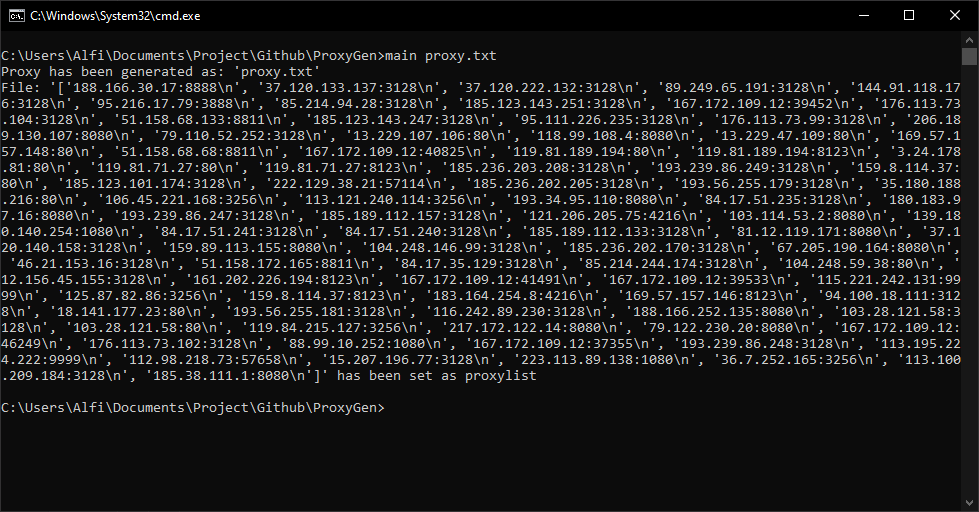 C:\Windows\System32\cmd.exe
C:\Users\Alfi\Documents\Project\Github\ProxyGen>main proxy.txt
Proxy has been generated as: 'proxy.txt'
File: '['188.166.30.17:8888\n', '37.120.133.137:3128\n', '37.120.222.132:3128\n', '89.249.65.191:3128\n', '144.91.118.17
6:3128\n', '95.216.17.79:3888\n', '85.214.94.28:3128\n', '185.123.143.251:3128\n', '167.172.109.12:39452\n', '176.113.73
.104:3128\n', '51.158.68.133:8811\n', '185.123.143.247:3128\n', '95.111.226.235:3128\n', '176.113.73.99:3128\n', '206.18
9.130.107:8080\n', '79.110.52.252:3128\n', '13.229.107.106:80\n', '118.99.108.4:8080\n', '13.229.47.109:80\n', '169.57.1
57.148:80\n', '51.158.68.68:8811\n', '167.172.109.12:40825\n', '119.81.189.194:80\n', '119.81.189.194:8123\n', '3.24.178
.81:80\n', '119.81.71.27:80\n', '119.81.71.27:8123\n', '185.236.203.208:3128\n', '193.239.86.249:3128\n', '159.8.114.37:
80\n', '185.123.101.174:3128\n', '222.129.38.21:57114\n', '185.236.202.205:3128\n', '193.56.255.179:3128\n', '35.180.188
.216:80\n', '106.45.221.168:3256\n', '113.121.240.114:3256\n', '193.34.95.110:8080\n', '84.17.51.235:3128\n', '180.183.9
7.16:8080\n', '193.239.86.247:3128\n', '185.189.112.157:3128\n', '121.206.205.75:4216\n', '103.114.53.2:8080\n', '139.18
0.140.254:1080\n', '84.17.51.241:3128\n', '84.17.51.240:3128\n', '185.189.112.133:3128\n', '81.12.119.171:8080\n', '37.1
20.140.158:3128\n', '159.89.113.155:8080\n', '104.248.146.99:3128\n', '185.236.202.170:3128\n', '67.205.190.164:8080\n',
'46.21.153.16:3128\n', '51.158.172.165:8811\n', '84.17.35.129:3128\n', '85.214.244.174:3128\n', '104.248.59.38:80\n', '
12.156.45.155:3128\n', '161.202.226.194:8123\n', '167.172.109.12:41491\n', '167.172.109.12:39533\n', '115.221.242.131:99
99\n', '125.87.82.86:3256\n', '159.8.114.37:8123\n', '183.164.254.8:4216\n', '169.57.157.146:8123\n', '94.100.18.111:312
8\n', '18.141.177.23:80\n', '193.56.255.181:3128\n', '116.242.89.230:3128\n', '188.166.252.135:8080\n', '103.28.121.58:3
128\n', '103.28.121.58:80\n', '119.84.215.127:3256\n', '217.172.122.14:8080\n', '79.122.230.20:8080\n', '167.172.109.12:
46249\n', '176.113.73.102:3128\n', '88.99.10.252:1080\n', '167.172.109.12:37355\n', '193.239.86.248:3128\n', '113.195.22
4.222:9999\n', '112.98.218.73:57658\n', '15.207.196.77:3128\n', '223.113.89.138:1080\n', '36.7.252.165:3256\n', '113.100
.209.184:3128\n', '185.38.111.1:8080\n']' has been set as proxylist
C:\Users\Alfi\Documents\Project\Github\ProxyGen>